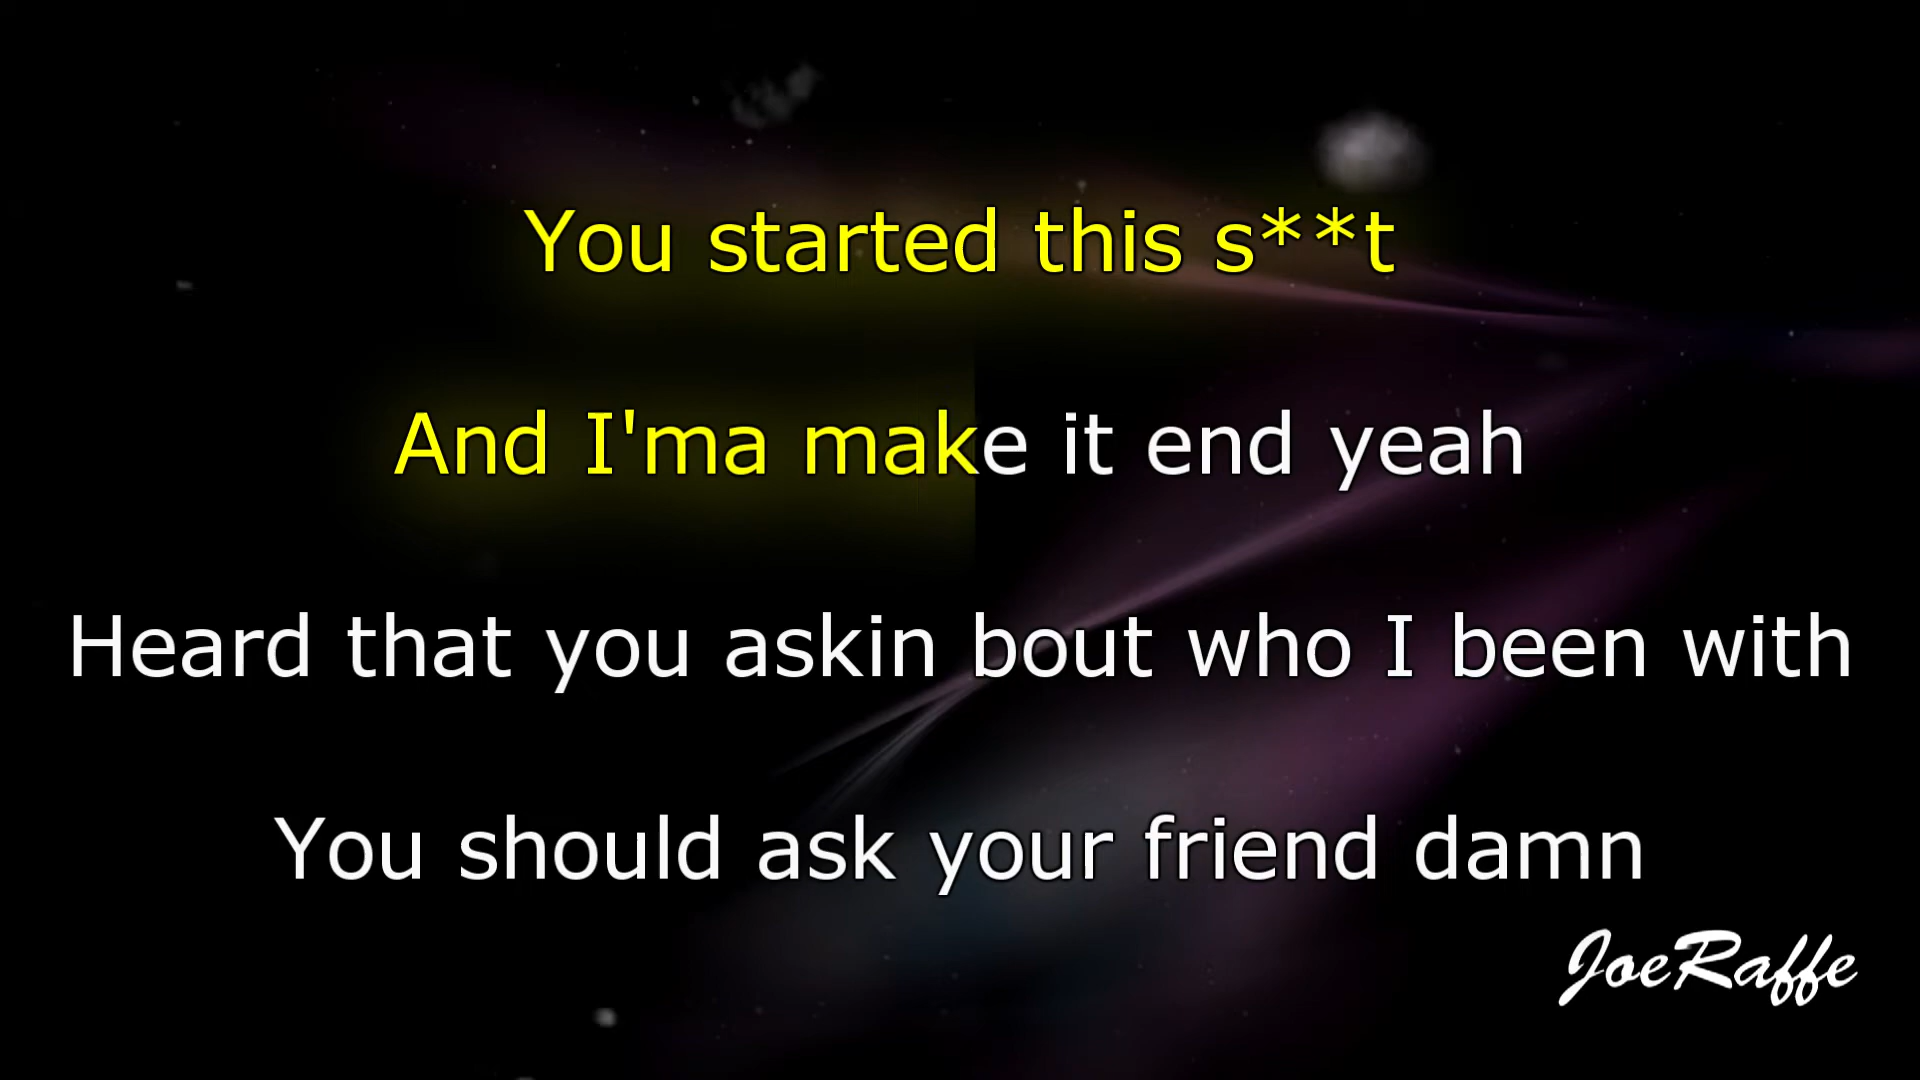 You started this s**t
And I'ma make it end yeah
Heard that you askin bout who I been with
You should ask your friend damn
JoeRaffe